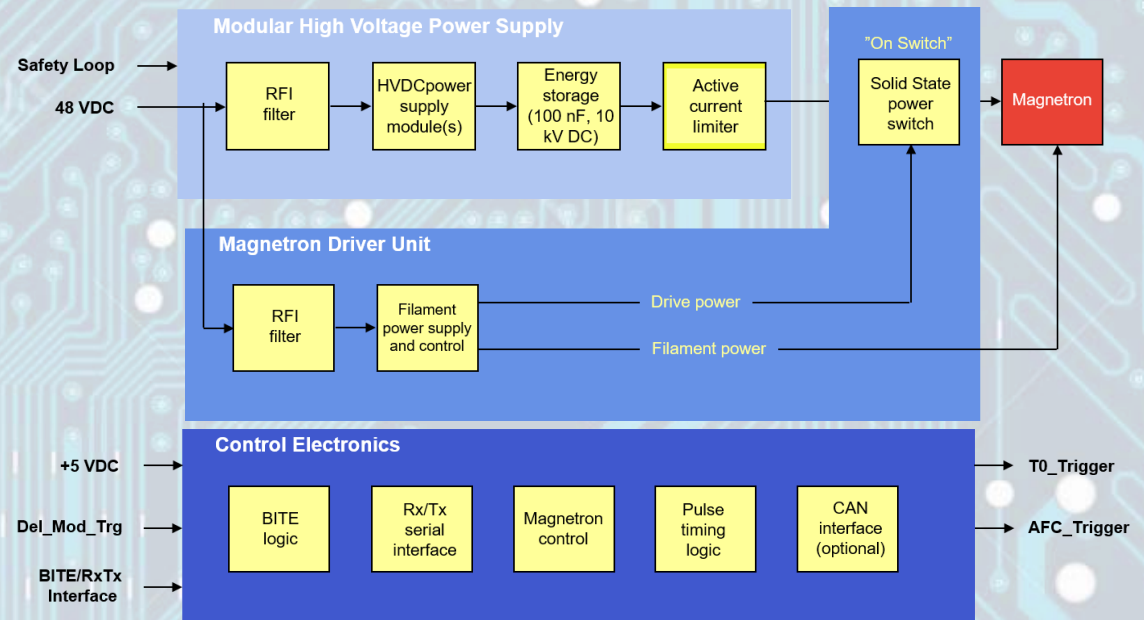 Modular High Voltage Power Supply
"On Switch"
Safety Loop
48 VDC
RFI
filter
HVDCpower
supply
module(s)
Energy
storage
(100 nF, 10
kV DC)
Active
current
limiter
Solid State
power
switch
Magnetron
Magnetron Driver Unit
RFI
filter
Filament
power supply
and control
Drive power
Filament power
Control Electronics
+5 VDC
Del_Mod_Trg
BITE/RxTx
Interface
BITE
logic
Rx/Tx
serial
interface
Magnetron
control
Pulse
timing
logic
CAN
interface
(optional)
T0_Trigger
AFC_Trigger